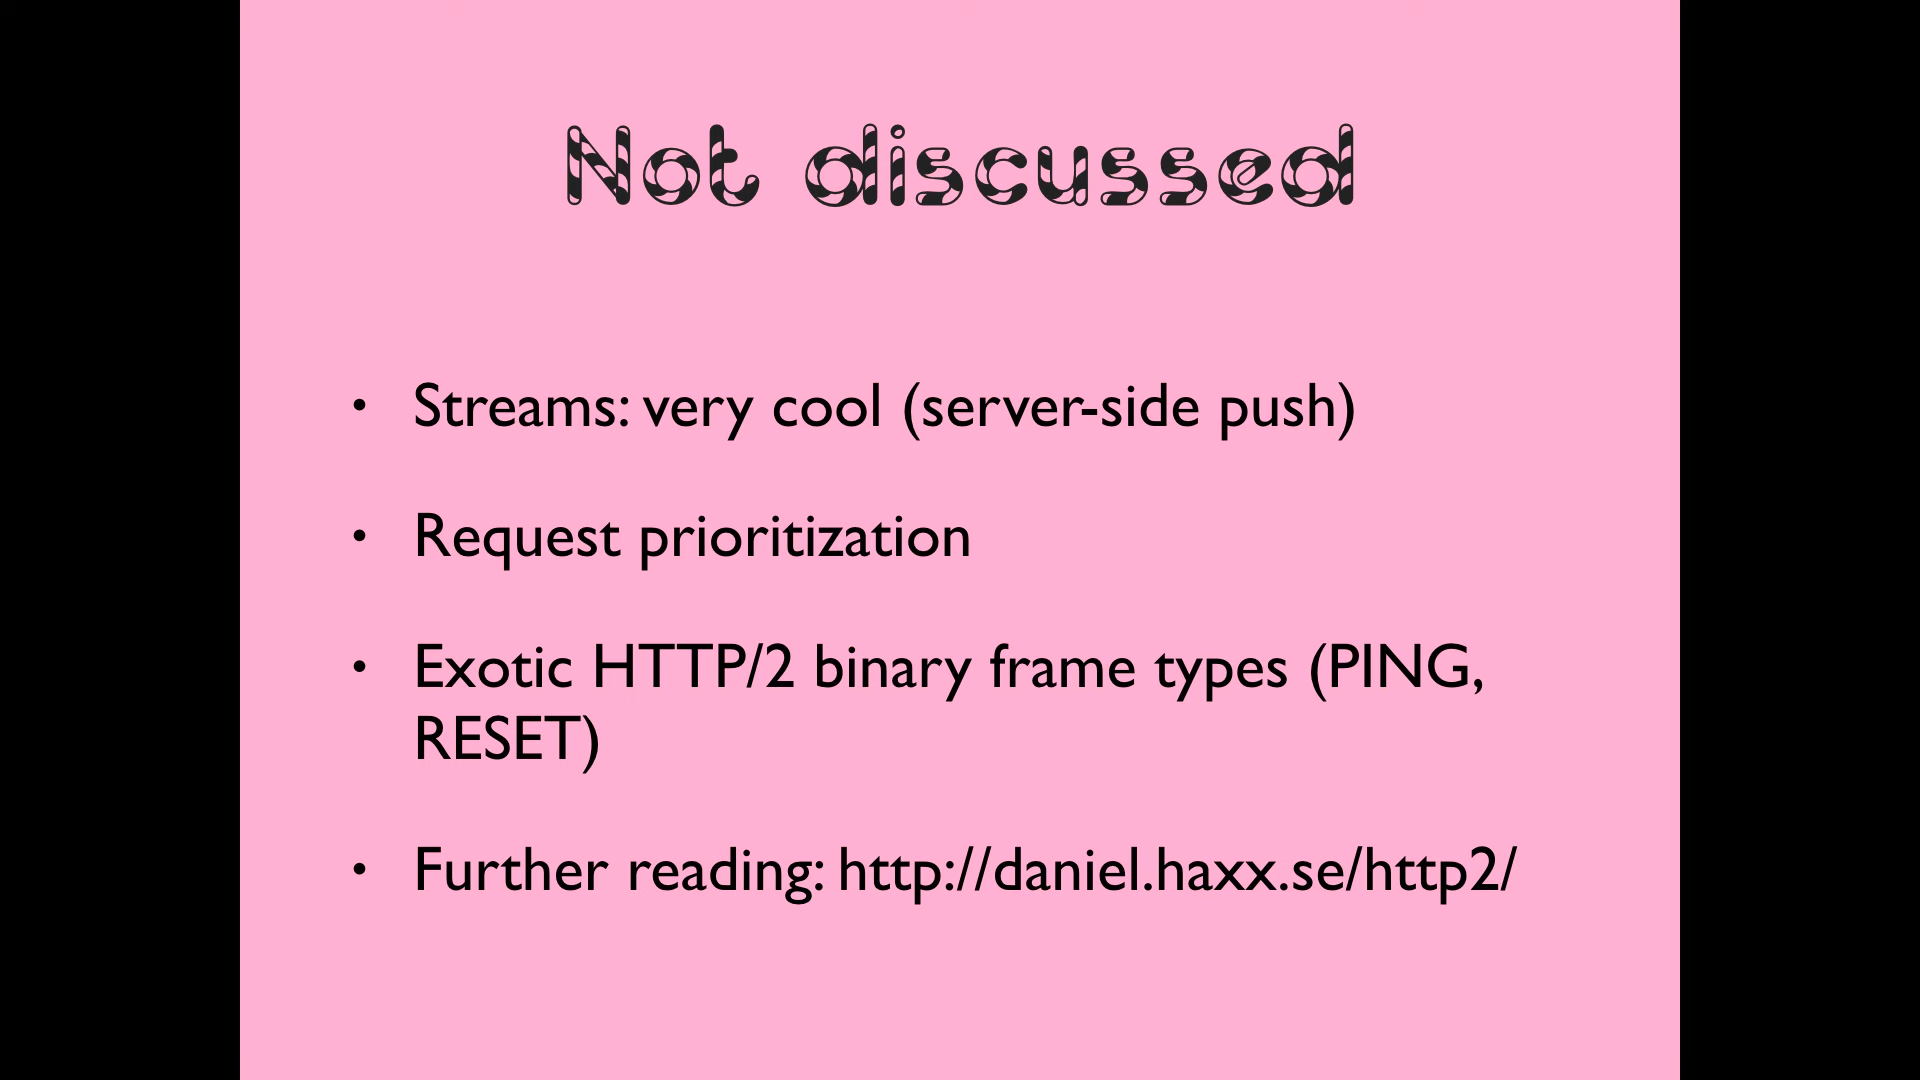 Not discussed
• Streams: very cool (server-side push)
• Request prioritization
• Exotic HTTP/2 binary frame types (PING,
RESET)
• Further reading: http://daniel.haxx.se/http2/